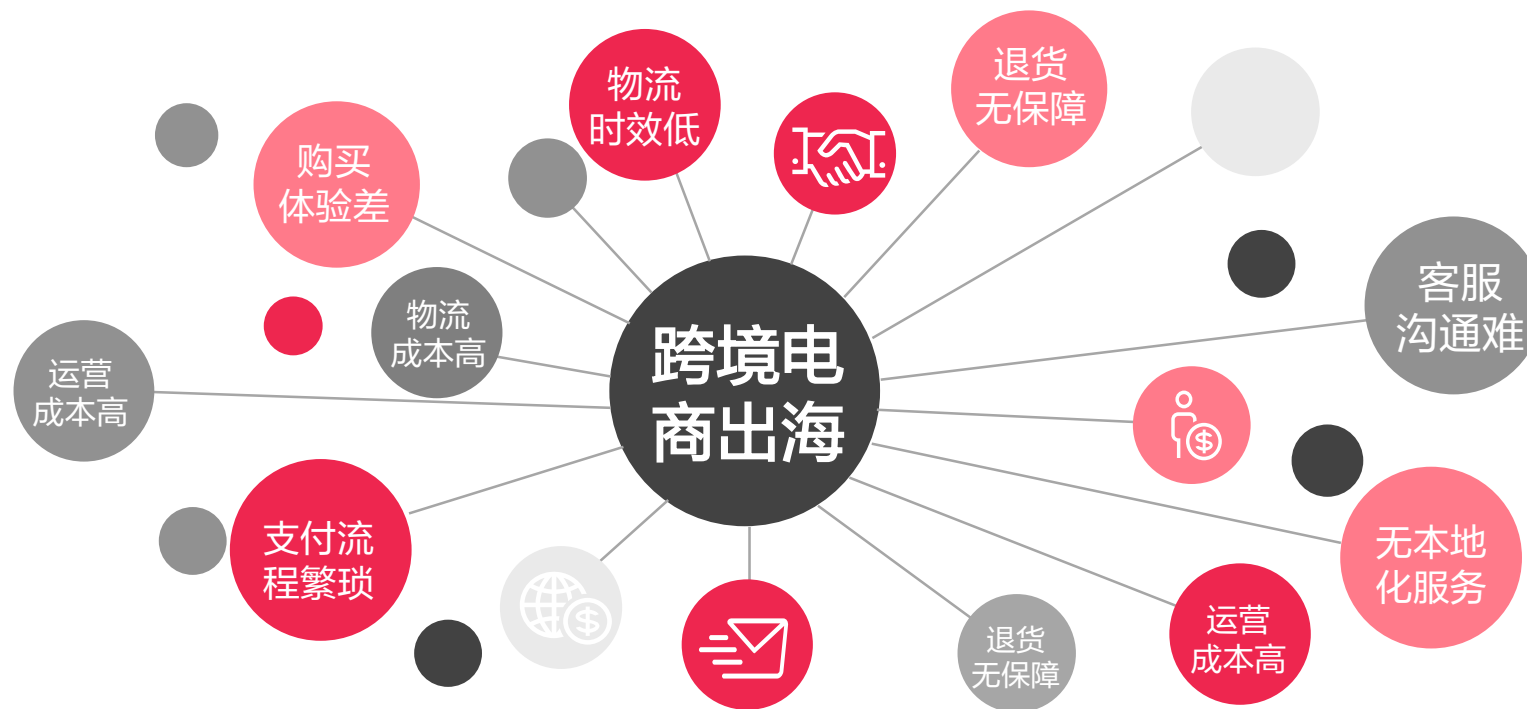 物流
时效低
退货
无保障
购买
体验差
客服
沟通难
物流
成本高
跨境电
商出海
运营
成本高
支付流
程繁琐
无本地
化服务
运营
成本高
退货
无保障